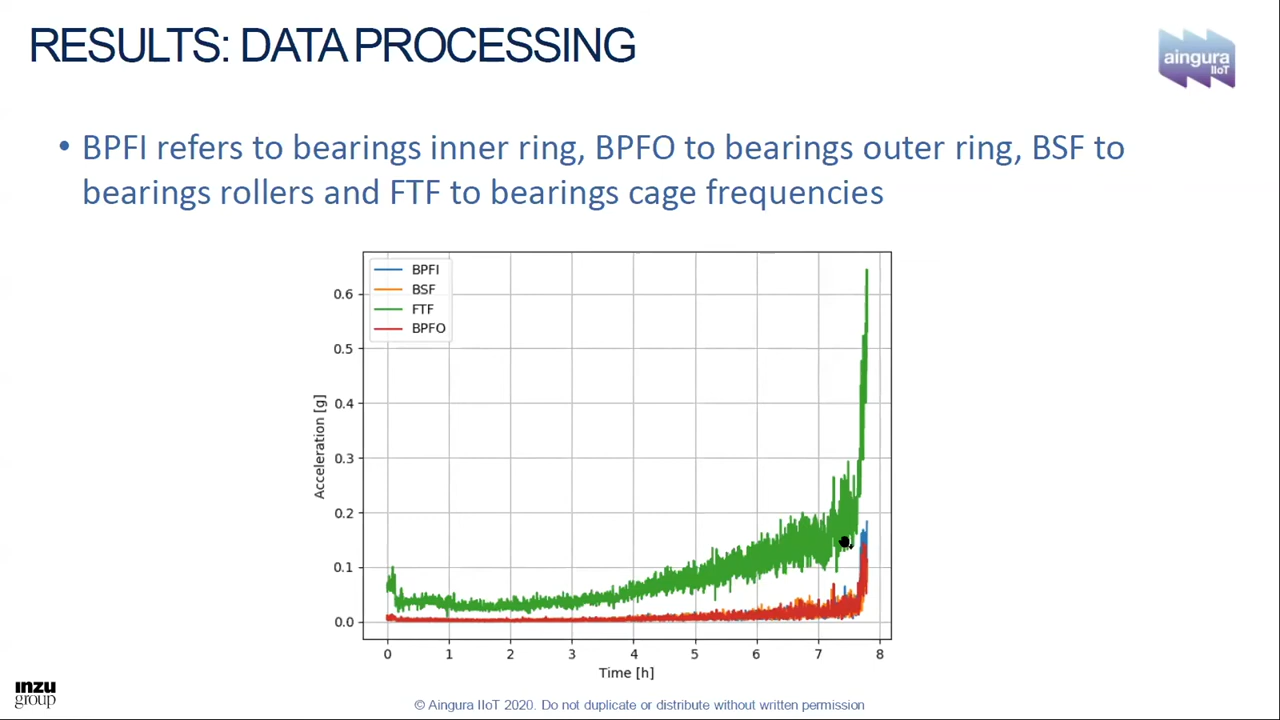 RESULTS: DATA PROCESSING
aingura
IIoT
• BPFI refers to bearings inner ring, BPFO to bearings outer ring, BSF to
bearings rollers and FTF to bearings cage frequencies
BPFI
BSF
FTF
BPFO
0.6
0.5
0.4
0.3
0.2
0.1
0.0
Acceleration [g]
0 1 2 3 4 5 6 7 8
Time [h]
inzu
group
© Aingura IIoT 2020. Do not duplicate or distribute without written permission